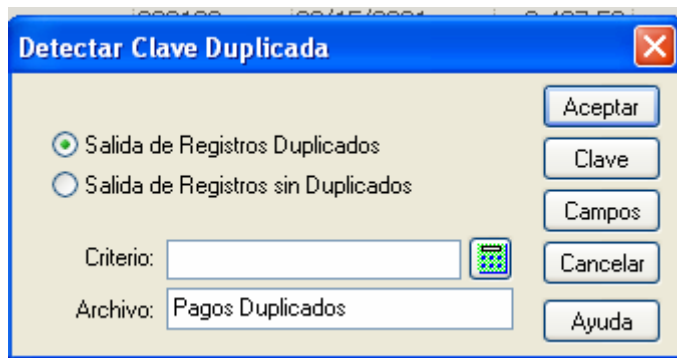 Detectar Clave Duplicada
Aceptar
Salida de Registros Duplicados
Clave
Salida de Registros sin Duplicados
Campos
Criterio:
Cancelar
Archivo: Pagos Duplicados
Ayuda